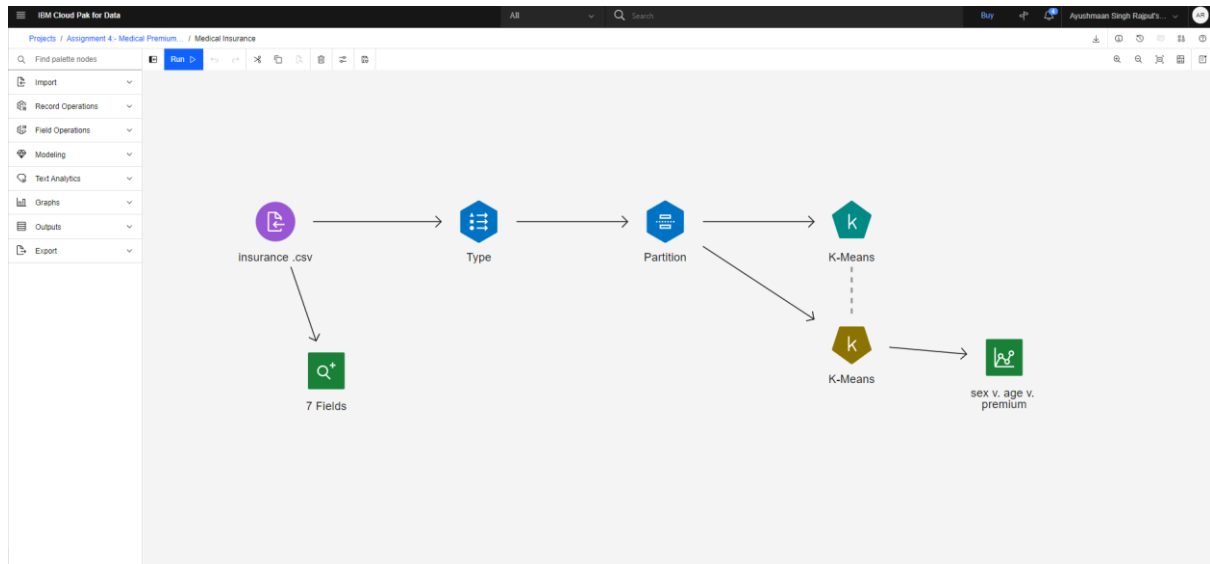 IBM Cloud Pak for Data
All
Search
Buy
4
Ayushmaan Singh Rajput's...
AR
Projects / Assignment 4:- Medical Premium... / Medical Insurance
Find palette nodes
Run
Import
Record Operations
Field Operations
Modeling
Text Analytics
Graphs
Outputs
Export
insurance .csv
Type
Partition
k
K-Means
k
K-Means
7 Fields
sex v. age v.
premium